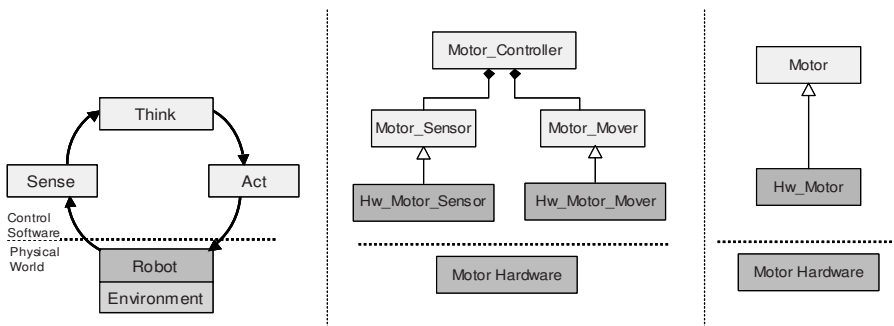 Think
Sense
Act
Control
Software
Physical
World
Robot
Environment
Motor_Controller
Motor_Sensor
Motor_Mover
Hw_Motor_Sensor
Hw_Motor_Mover
Motor Hardware
Motor
Hw_Motor
Motor Hardware